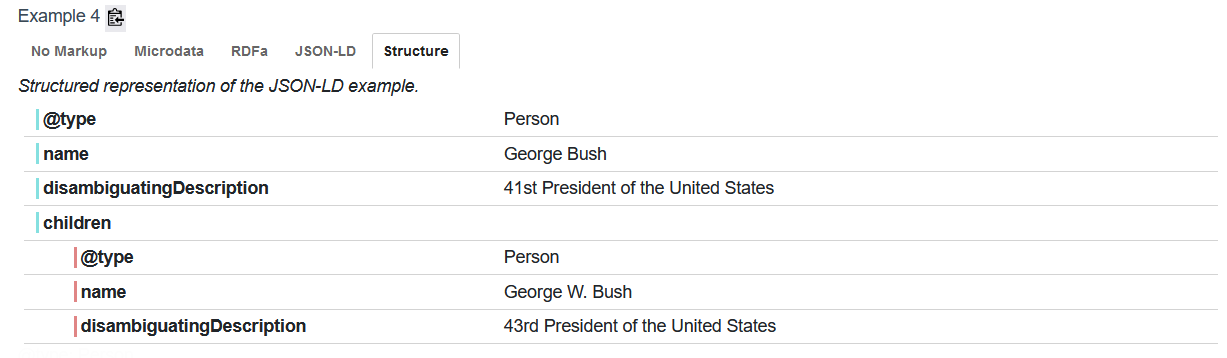 Example 4
No Markup Microdata RDFa JSON-LD Structure
Structured representation of the JSON-LD example.
@type Person
name George Bush
disambiguatingDescription 41st President of the United States
children
@type Person
name George W. Bush
disambiguatingDescription 43rd President of the United States